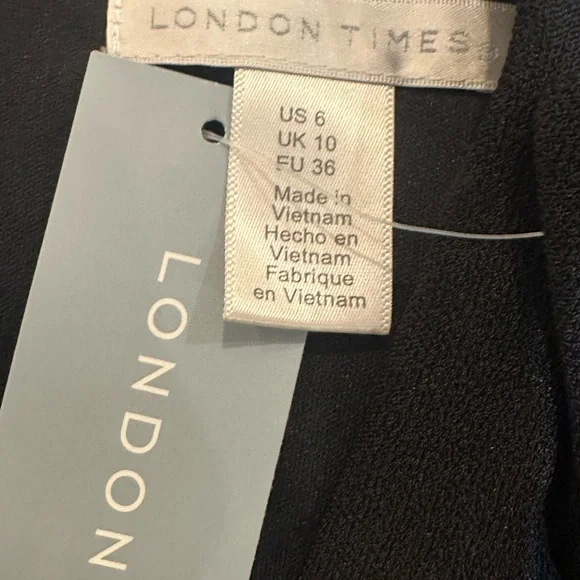 LONDON TIMES
US 6
UK 10
EU 36
Made in
Vietnam
Hecho en
Vietnam
Fabrique
en Vietnam
LONDON